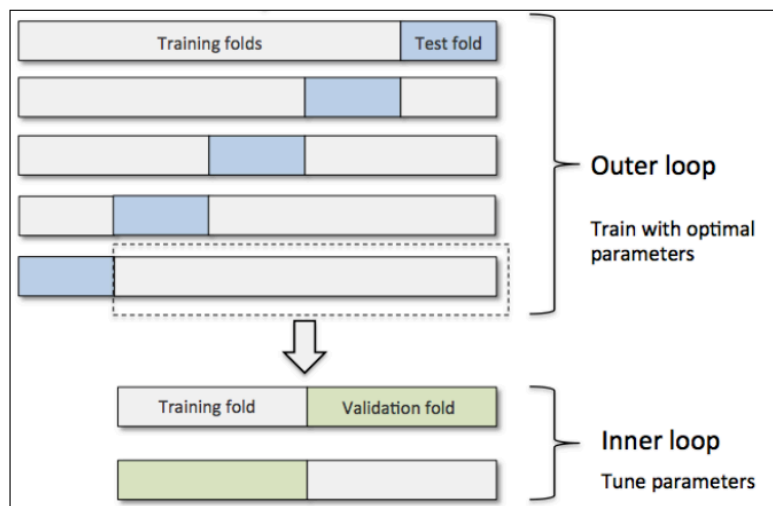 Training folds
Test fold
Outer loop
Train with optimal
parameters
Training fold
Validation fold
Inner loop
Tune parameters